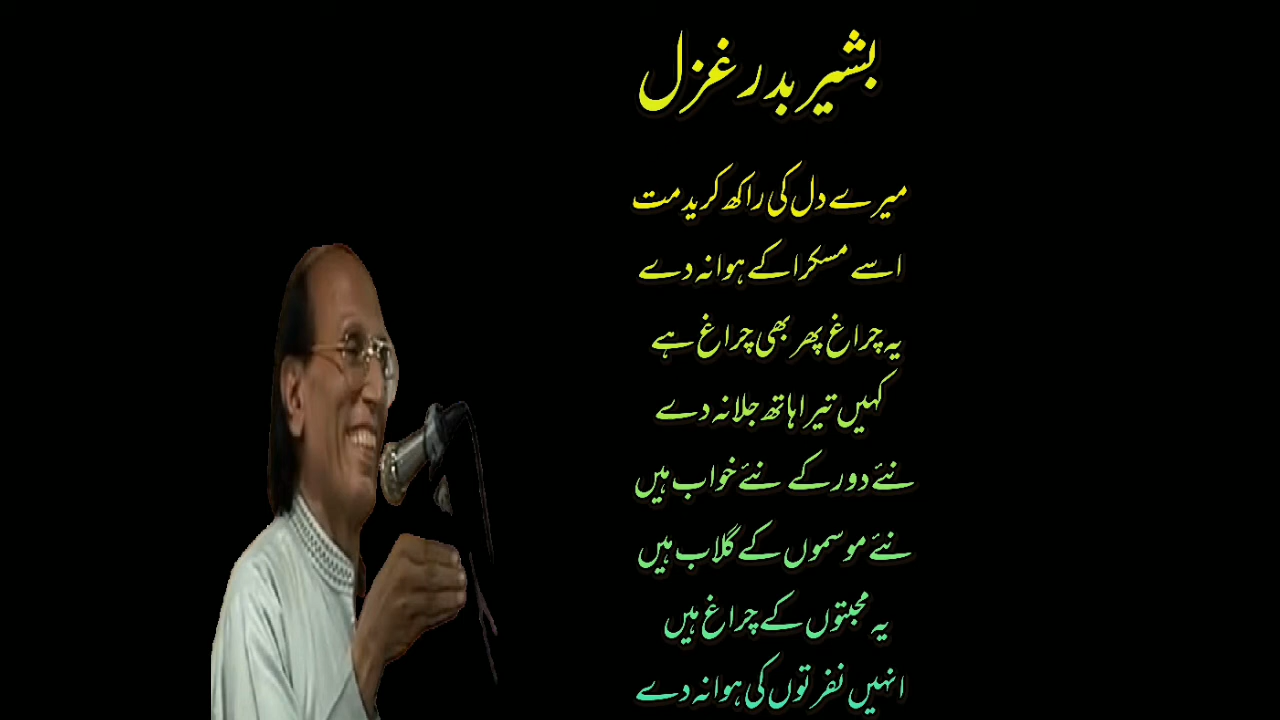 بشیر بدر غزل
میرے دل کی راکھ کرید مت
اسے مسکرا کے ہوا نہ دے
یہ چراغ پھر بھی چراغ ہے
کہیں تیرا ہاتھ جلا نہ دے
نئے دور کے نئے خواب ہیں
نئے موسموں کے گلاب ہیں
یہ محبتوں کے چراغ ہیں
انہیں نفرتوں کی ہوا نہ دے